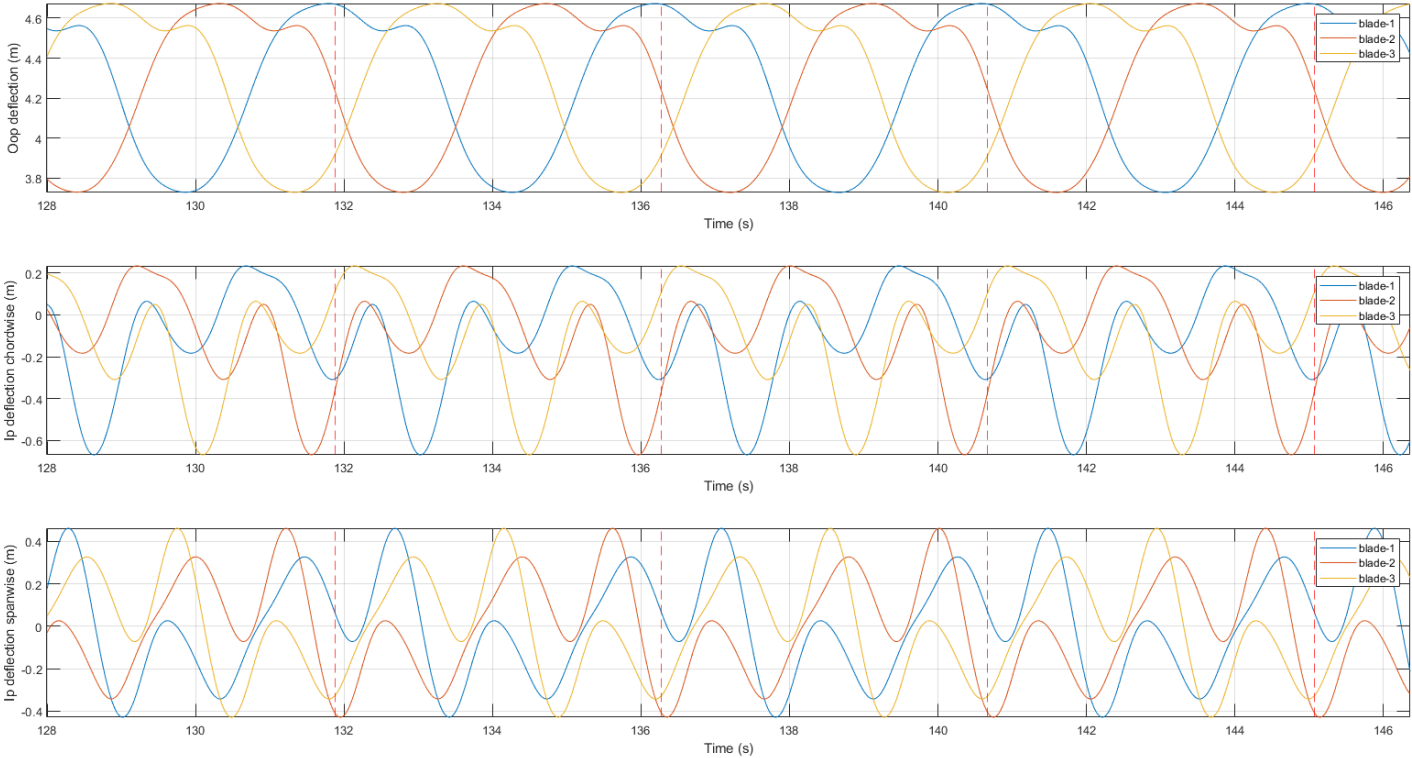 Oop deflection (m)
4.6
4.4
4.2
4
3.8
128 130 132 134 136 138 140 142 144 146
Time (s)
blade-1
blade-2
blade-3
Ip deflection chordwise (m)
0.2
0
-0.2
-0.4
-0.6
128 130 132 134 136 138 140 142 144 146
Time (s)
blade-1
blade-2
blade-3
Ip deflection spanwise (m)
0.4
0.2
0
-0.2
-0.4
128 130 132 134 136 138 140 142 144 146
Time (s)
blade-1
blade-2
blade-3